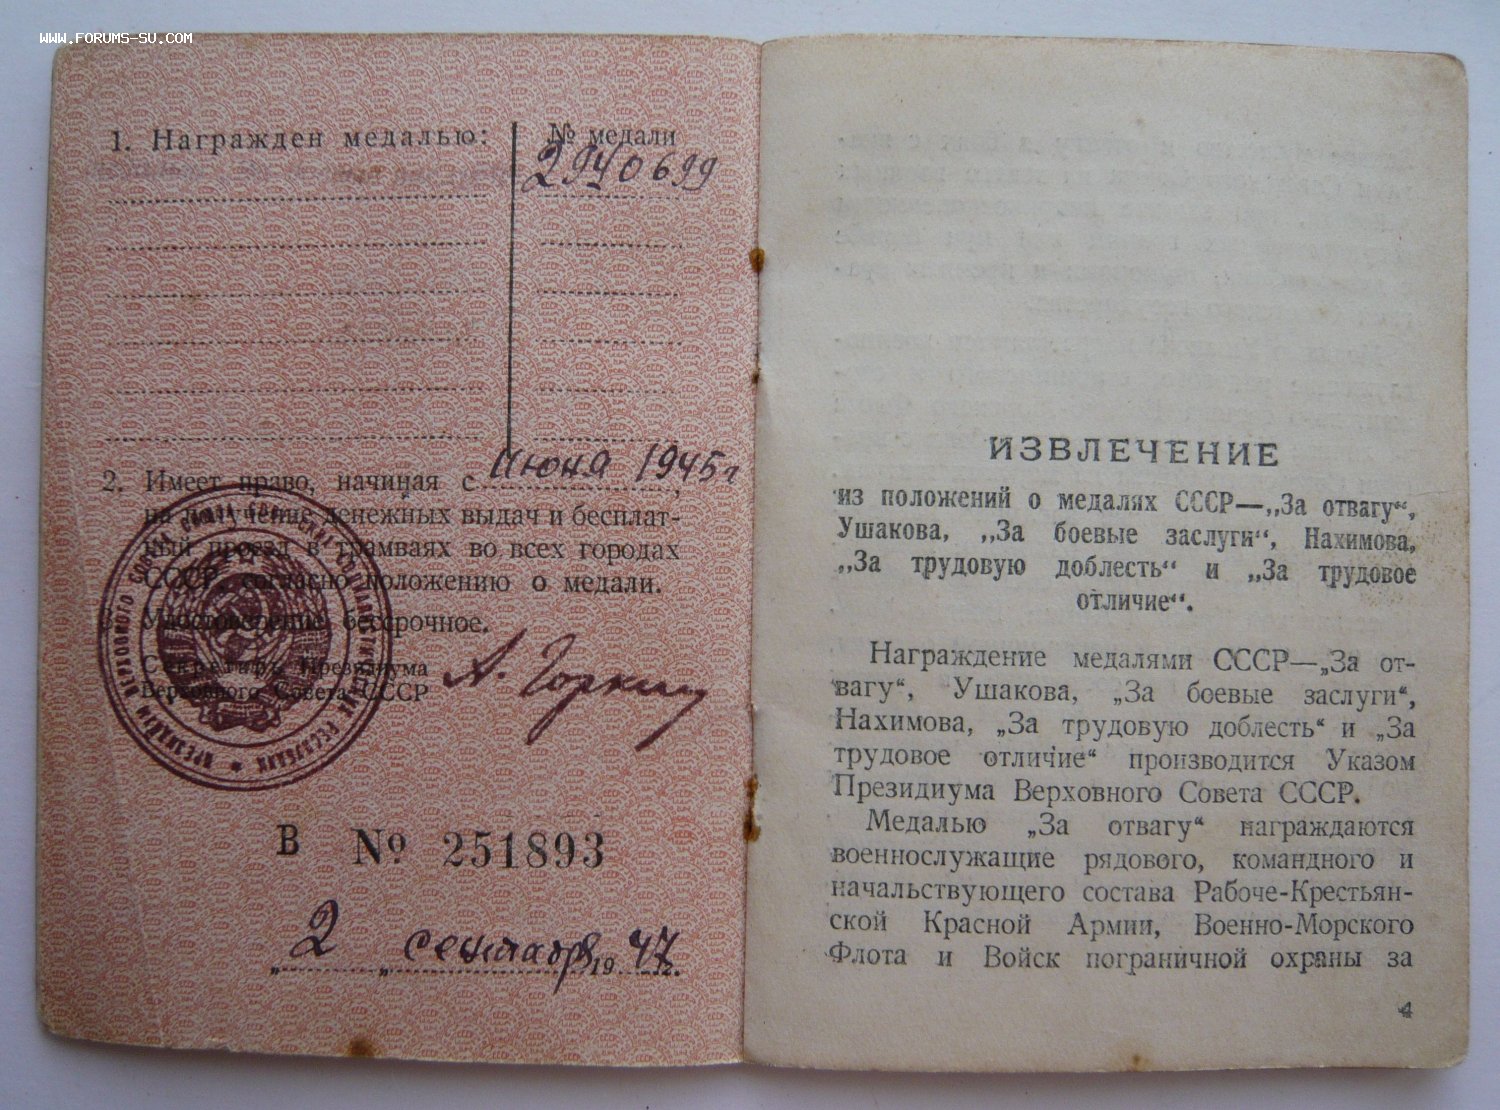 WWW.FORUMS-SU.COM
1. Награжден медалью:
№ медали
2940699
2. Имеет право, начиная с июня 1945 г,
на получение денежных выдач и бесплат-
ный проезд в трамваях во всех городах
СССР, согласно положению о медали.
Удостоверение бессрочное.
Секретарь Президиума
Верховного Совета СССР
А. Горкин
В № 251893
„2„ сентября 1947г.
ИЗВЛЕЧЕНИЕ
из положений о медалях СССР—„За отвагу“,
Ушакова, „За боевые заслуги“, Нахимова,
„За трудовую доблесть“ и „За трудовое
отличие“.
Награждение медалями СССР—„За от-
вагу“, Ушакова, „За боевые заслуги“,
Нахимова, „За трудовую доблесть“ и „За
трудовое отличие“ производится Указом
Президиума Верховного Совета СССР.
Медалью „За отвагу“ награждаются
военнослужащие рядового, командного и
начальствующего состава Рабоче-Крестьян-
ской Красной Армии, Военно-Морского
Флота и Войск пограничной охраны за
4